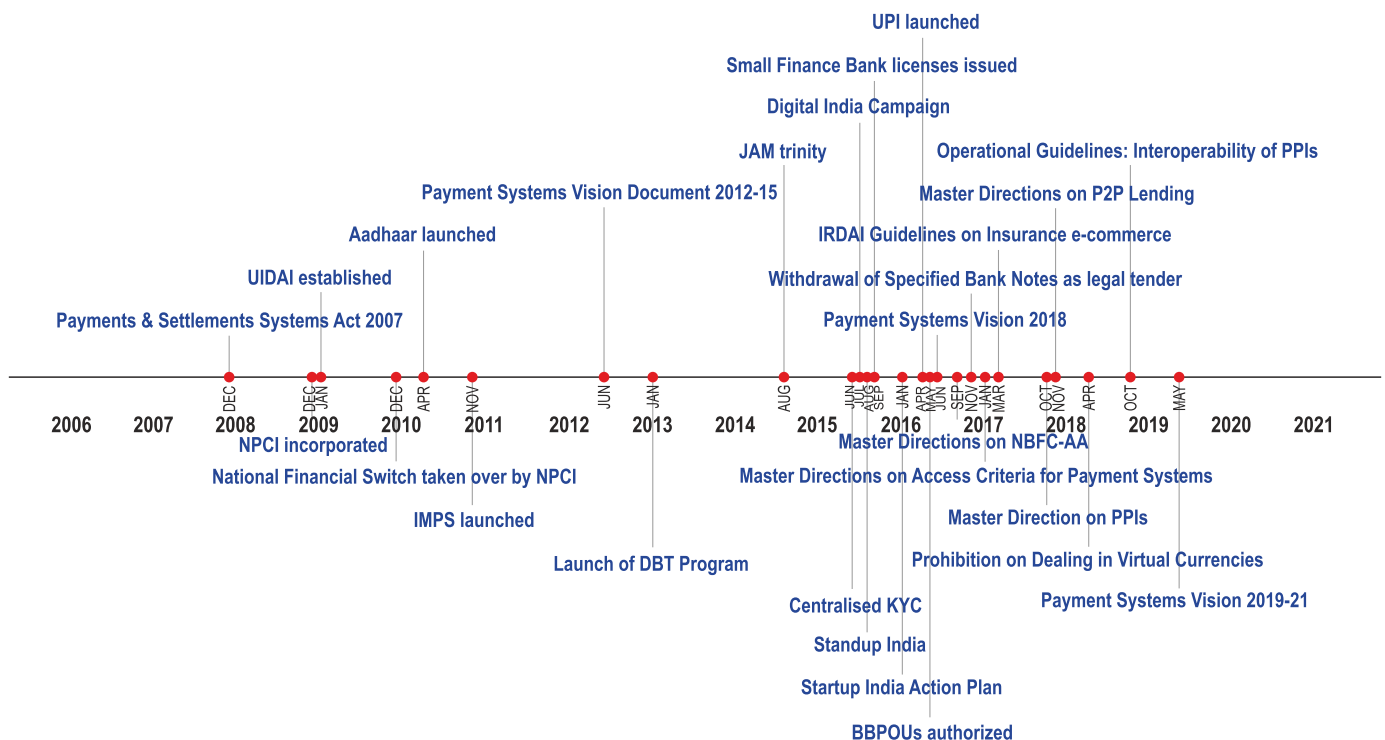 UPI launched
Small Finance Bank licenses issued
Digital India Campaign
JAM trinity
Operational Guidelines: Interoperability of PPIs
Payment Systems Vision Document 2012-15
Master Directions on P2P Lending
Aadhaar launched
IRDAI Guidelines on Insurance e-commerce
UIDAI established
Withdrawal of Specified Bank Notes as legal tender
Payments & Settlements Systems Act 2007
Payment Systems Vision 2018
DEC DEC JAN DEC APR NOV JUN JAN AUG JUN JUL AUG SEP JAN APR MAY JUN SEP NOV JAN MAR OCT NOV APR OCT MAY
2006 2007 2008 2009 2010 2011 2012 2013 2014 2015 2016 2017 2018 2019 2020 2021
NPCI incorporated
Master Directions on NBFC-AA
National Financial Switch taken over by NPCI
Master Directions on Access Criteria for Payment Systems
IMPS launched
Master Direction on PPIs
Launch of DBT Program
Prohibition on Dealing in Virtual Currencies
Centralised KYC
Payment Systems Vision 2019-21
Standup India
Startup India Action Plan
BBPOUs authorized